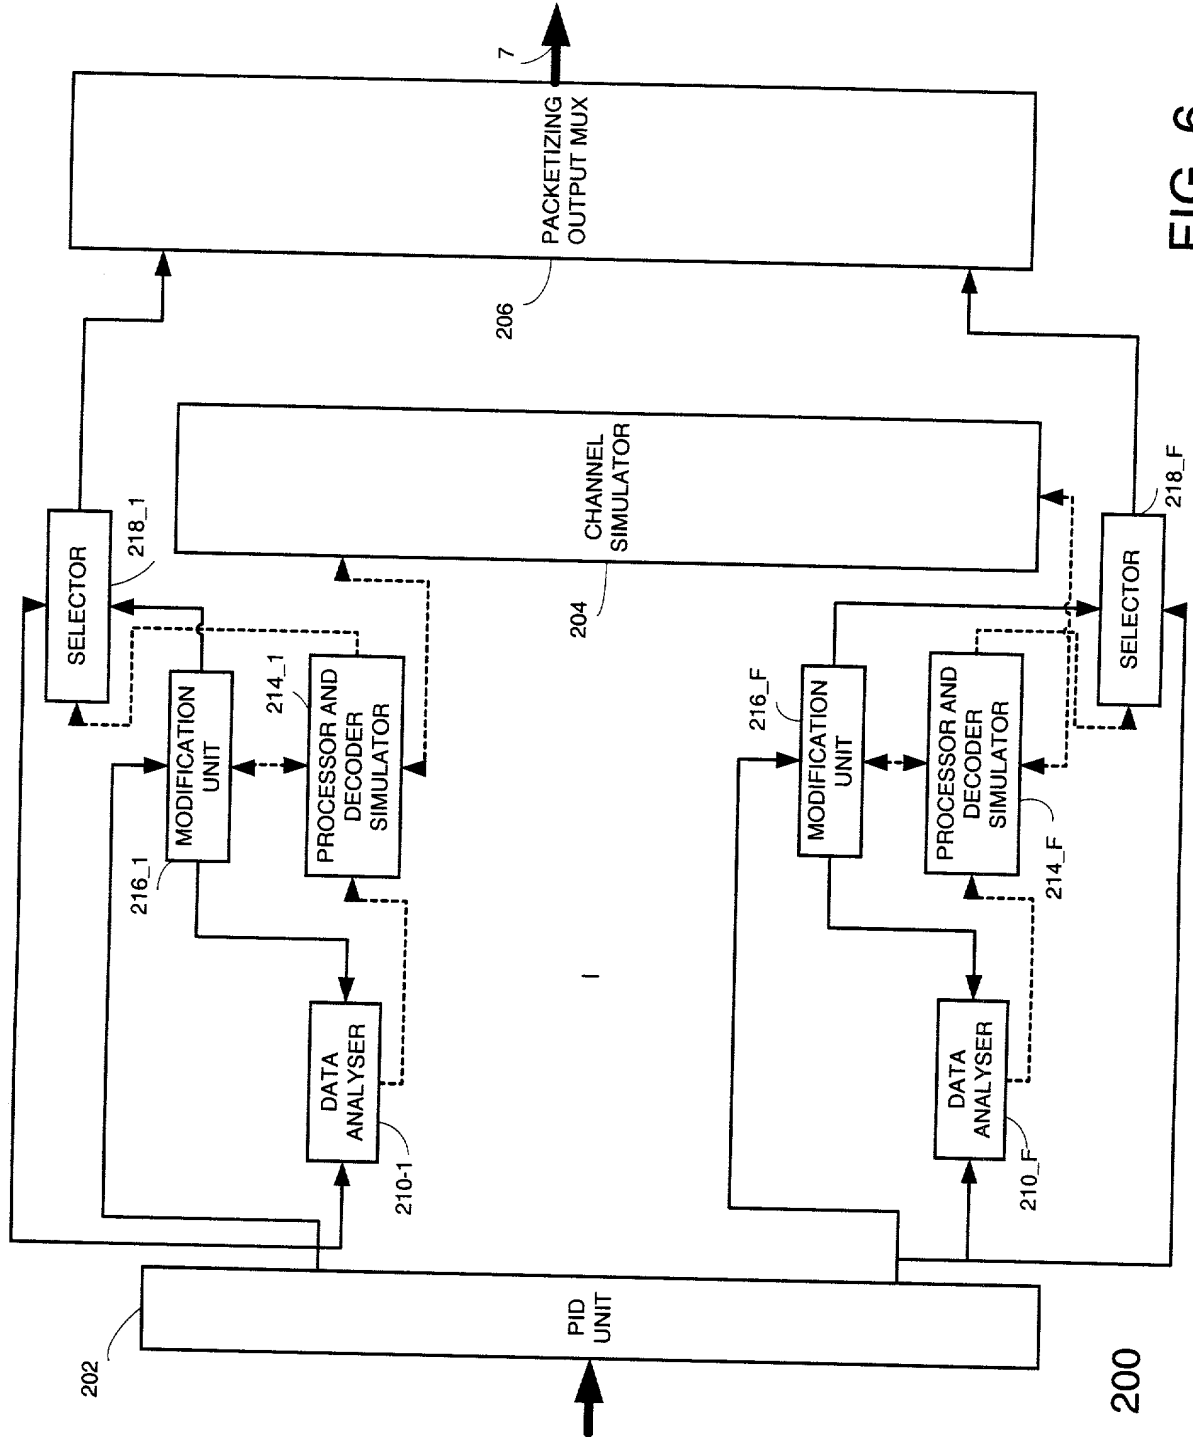 7
PACKETIZING
OUTPUT MUX
206
FIG. 6
SELECTOR
218_1
CHANNEL
SIMULATOR
204
SELECTOR
218_F
MODIFICATION
UNIT
216_1
214_1
PROCESSOR AND
DECODER
SIMULATOR
216_F
MODIFICATION
UNIT
PROCESSOR AND
DECODER
SIMULATOR
214_F
DATA
ANALYSER
210-1
DATA
ANALYSER
210_F
202
PID
UNIT
200